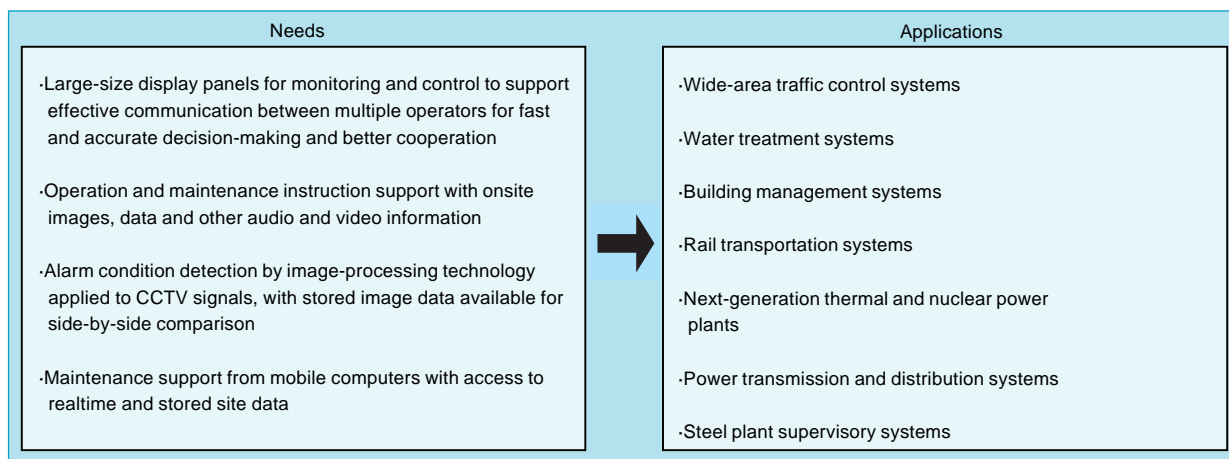 Needs
·Large-size display panels for monitoring and control to support
effective communication between multiple operators for fast
and accurate decision-making and better cooperation
·Operation and maintenance instruction support with onsite
images, data and other audio and video information
·Alarm condition detection by image-processing technology
applied to CCTV signals, with stored image data available for
side-by-side comparison
·Maintenance support from mobile computers with access to
realtime and stored site data
Applications
·Wide-area traffic control systems
·Water treatment systems
·Building management systems
·Rail transportation systems
·Next-generation thermal and nuclear power
plants
·Power transmission and distribution systems
·Steel plant supervisory systems